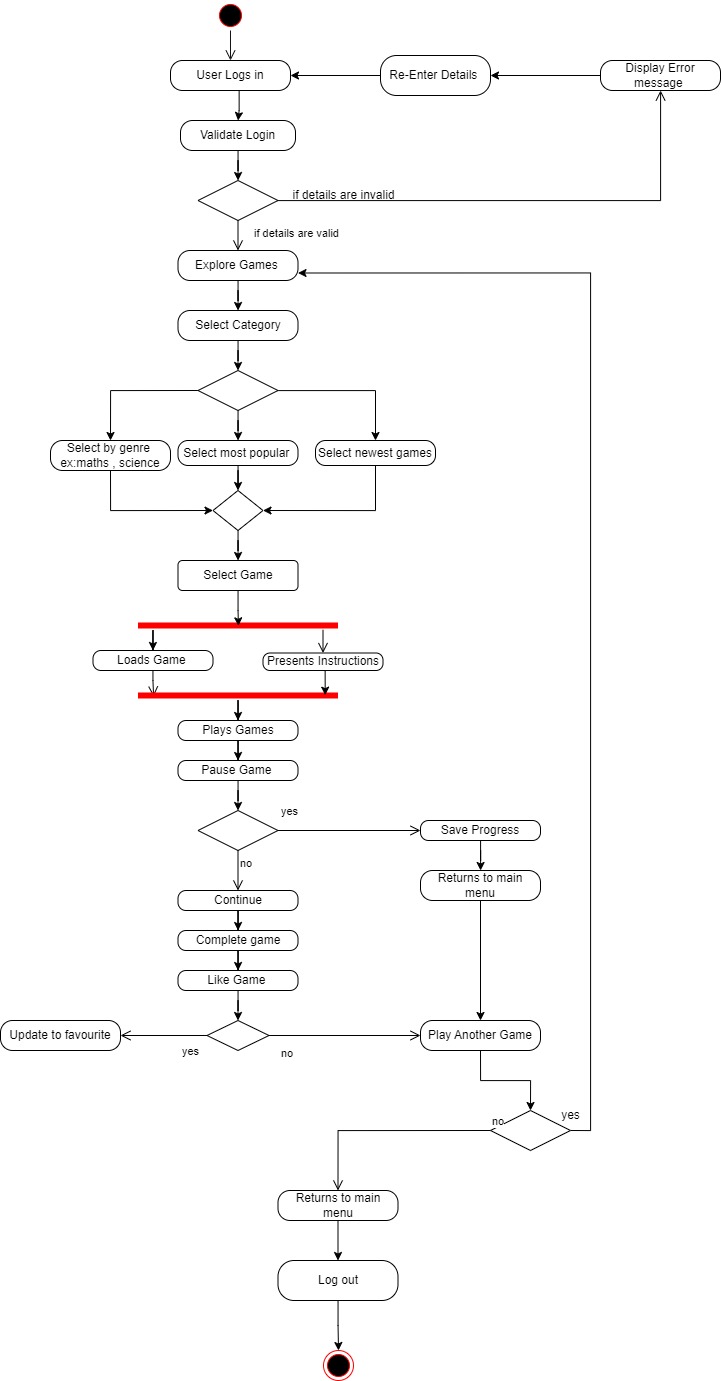 User Logs in
Re-Enter Details
Display Error
message
Validate Login
if details are invalid
if details are valid
Explore Games
Select Category
Select by genre
ex:maths , science
Select most popular
Select newest games
Select Game
Loads Game
Presents Instructions
Plays Games
Pause Game
yes
Save Progress
no
Returns to main
menu
Continue
Complete game
Like Game
Update to favourite
yes
no
Play Another Game
no
yes
Returns to main
menu
Log out